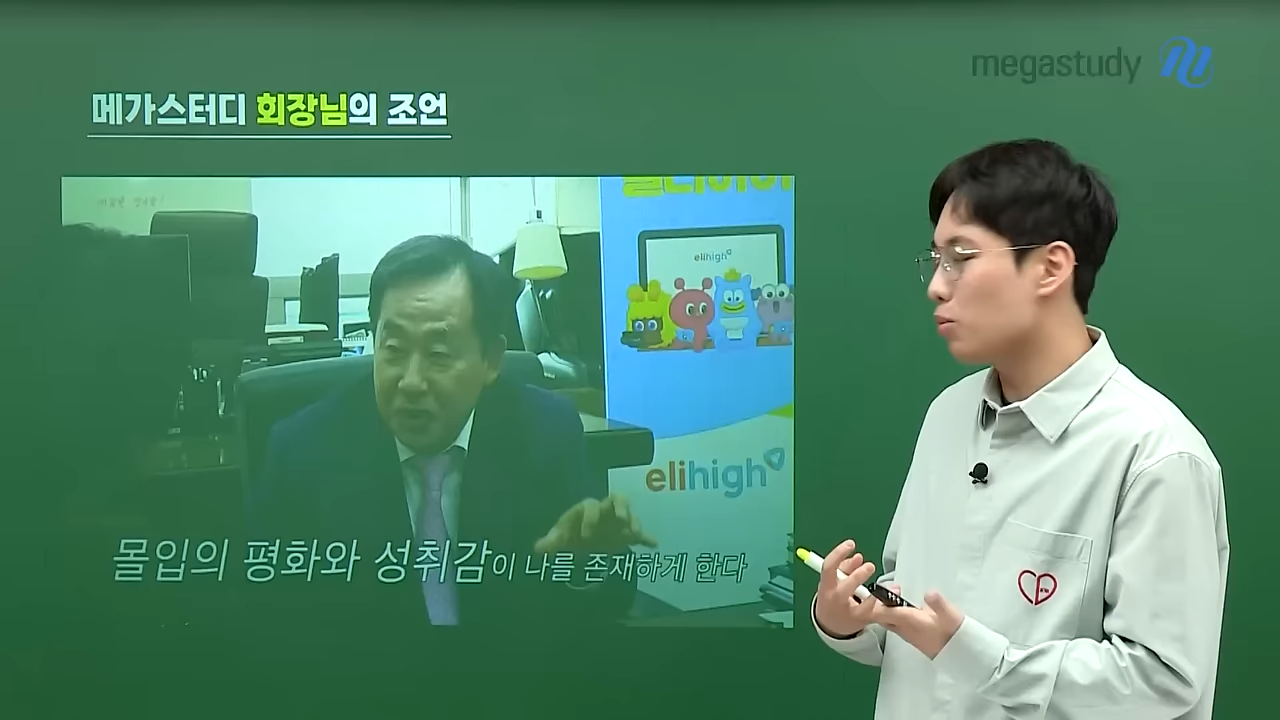 megastudy
메가스터디 회장님의 조언
elihigh
elihigh
몰입의 평화와 성취감이 나를 존재하게 한다